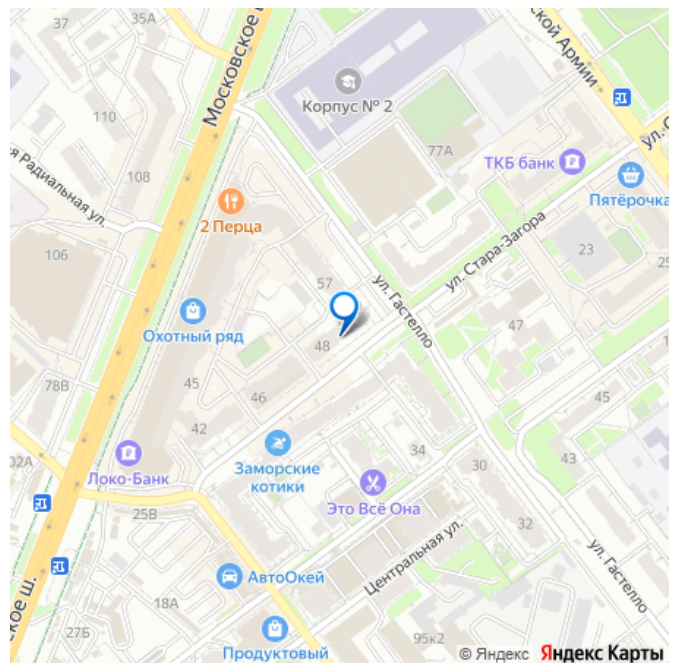 37
35А
Московское
ской Армии
Корпус № 2
110
77А
ТКБ банк
ул. С
я Радиальная ул.
108
Пятёрочка
2 Перца
ул. Стара-Загора
106
23
25
57
ул. Гастелло
Охотный ряд
48
47
78В
45
46
45
42
Заморские
котики
34
43
02А
Локо-Банк
30
Это Всё Она
25В
32
Центральная ул.
ул. Гастелло
АвтоОкей
18А
кое ш.
27Б
95к2
Продуктовый
© Яндекс Яндекс Карты